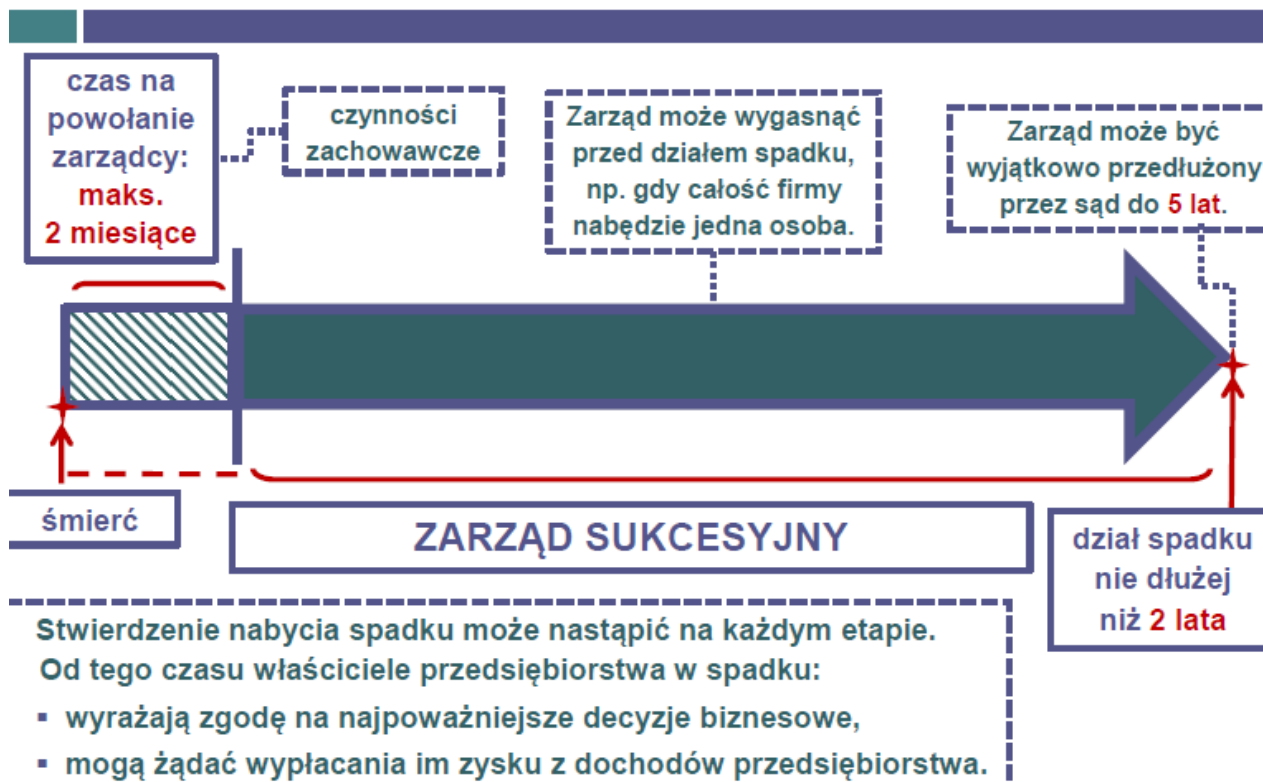 czas na
powołanie
zarządcy:
maks.
2 miesiące
czynności
zachowawcze
Zarząd może wygasnąć
przed działem spadku,
np. gdy całość firmy
nabędzie jedna osoba.
Zarząd może być
wyjątkowo przedłużony
przez sąd do 5 lat.
śmierć
ZARZĄD SUKCESYJNY
dział spadku
nie dłużej
niż 2 lata
Stwierdzenie nabycia spadku może nastąpić na każdym etapie.
Od tego czasu właściciele przedsiębiorstwa w spadku:
▪ wyrażają zgodę na najpoważniejsze decyzje biznesowe,
▪ mogą żądać wypłacania im zysku z dochodów przedsiębiorstwa.